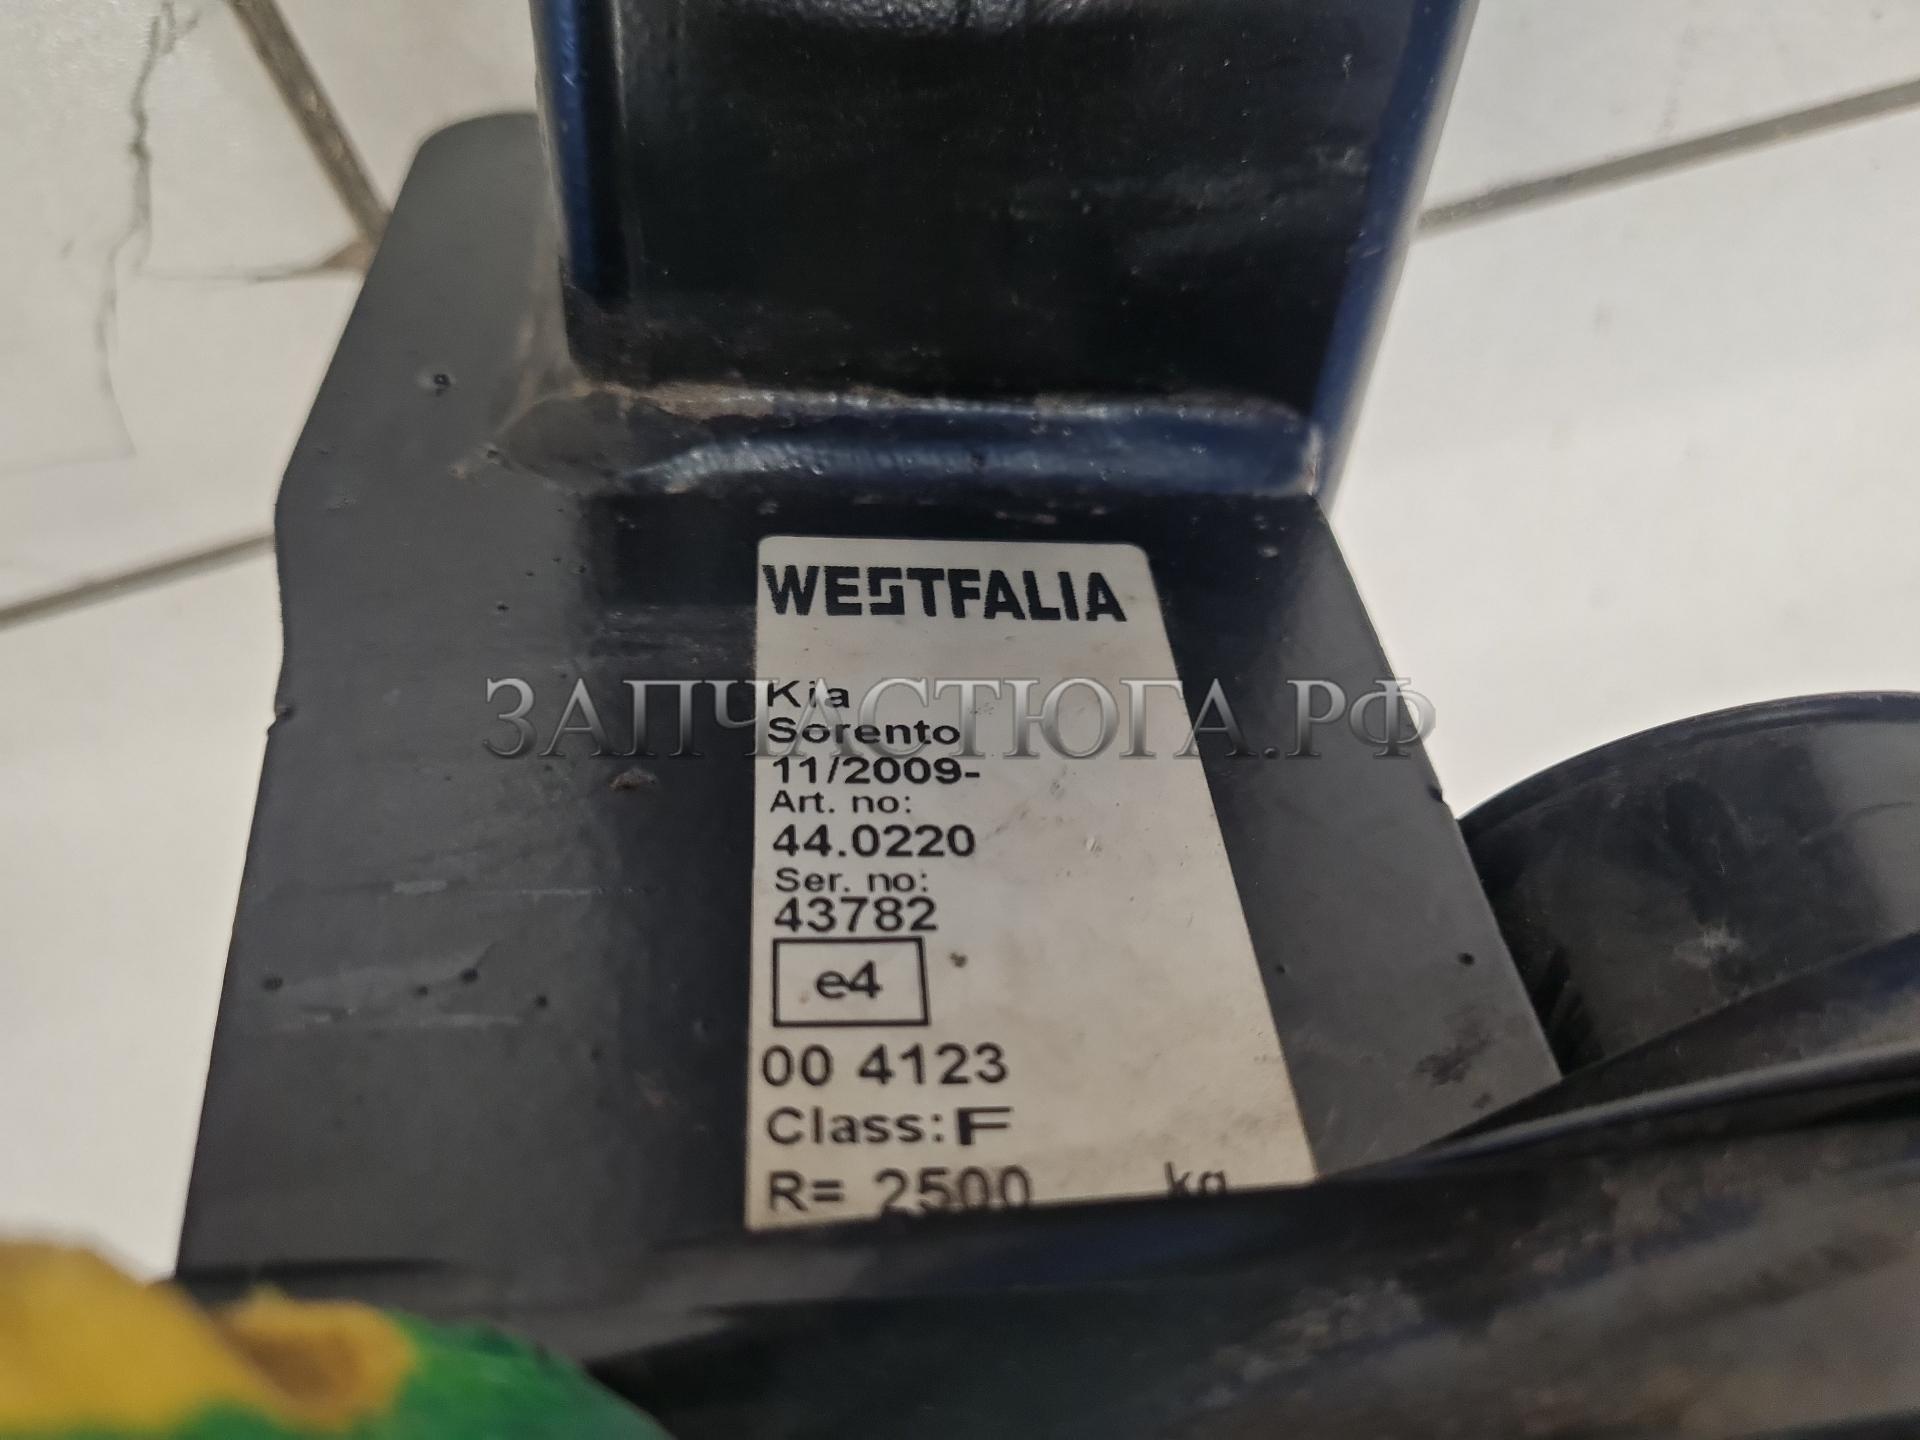 WESTFALIA
Kia
ЗАПЧАСТЮГА.РФ
Sorento
11/2009-
Art. no:
44.0220
Ser. no:
43782
e4
00 4123
Class: F
R= 2500 kg